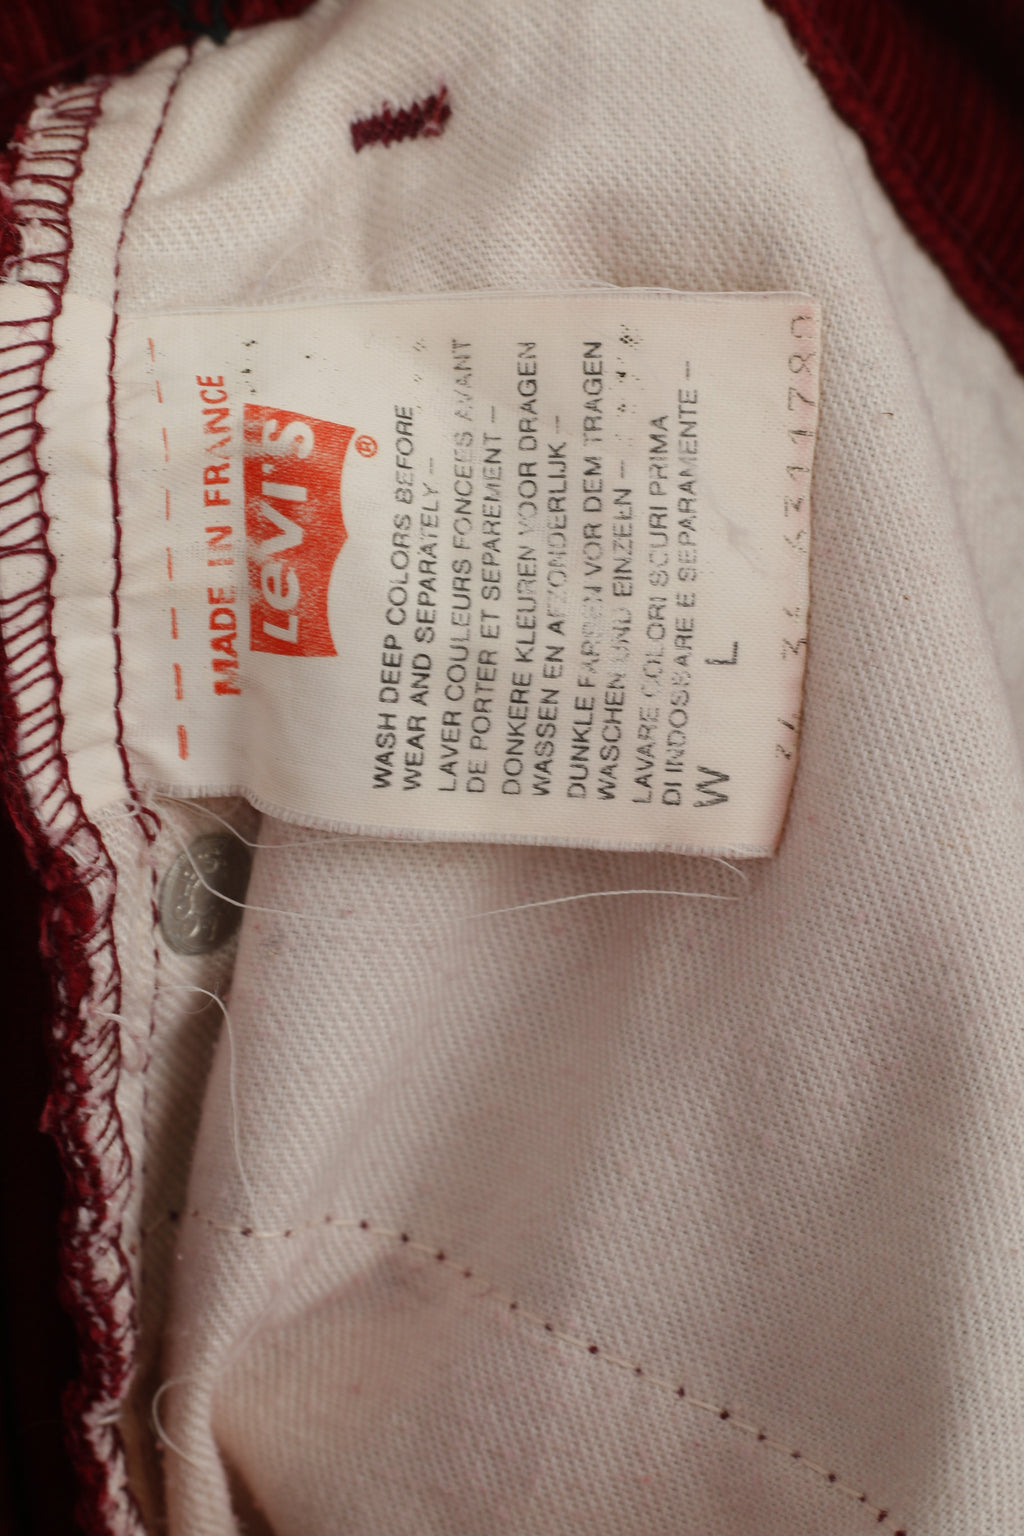 MADE IN FRANCE
Levi's ®
WASH DEEP COLORS BEFORE
WEAR AND SEPARATELY –
LAVER COULEURS FONCEES AVANT
DE PORTER ET SEPAREMENT –
DONKERE KLEUREN VOOR DRAGEN
WASSEN EN AFZONDERLIJK –
DUNKLE FARBEN VOR DEM TRAGEN
WASCHEN UND EINZELN –
LAVARE COLORI SCURI PRIMA
DI INDOSSARE E SEPARAMENTE –
W L